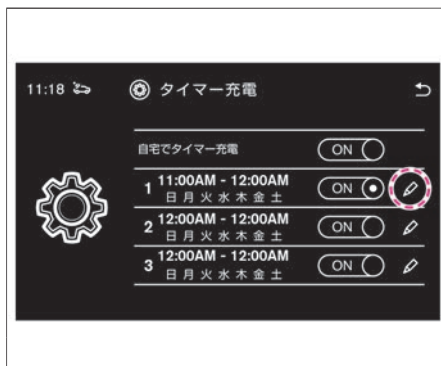 11:18
タイマー充電
自宅でタイマー充電 ON
1 11:00AM - 12:00AM ON
日 月 火 水 木 金 土
2 12:00AM - 12:00AM ON
日 月 火 水 木 金 土
3 12:00AM - 12:00AM ON
日 月 火 水 木 金 土